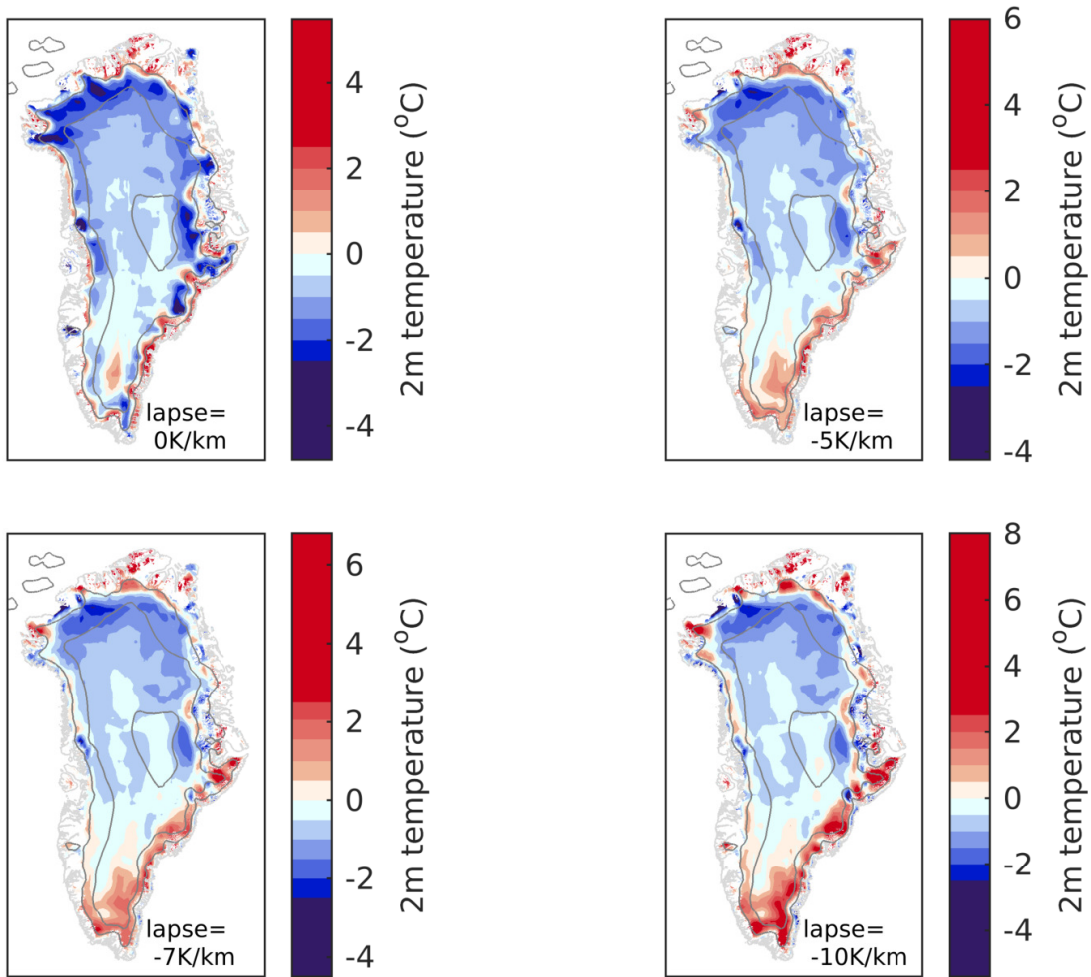 4
2
0
-2
-4
2m temperature (°C)
lapse=
0K/km
6
4
2
0
-2
-4
2m temperature (°C)
lapse=
-5K/km
6
4
2
0
-2
-4
2m temperature (°C)
lapse=
-7K/km
8
6
4
2
0
-2
-4
2m temperature (°C)
lapse=
-10K/km